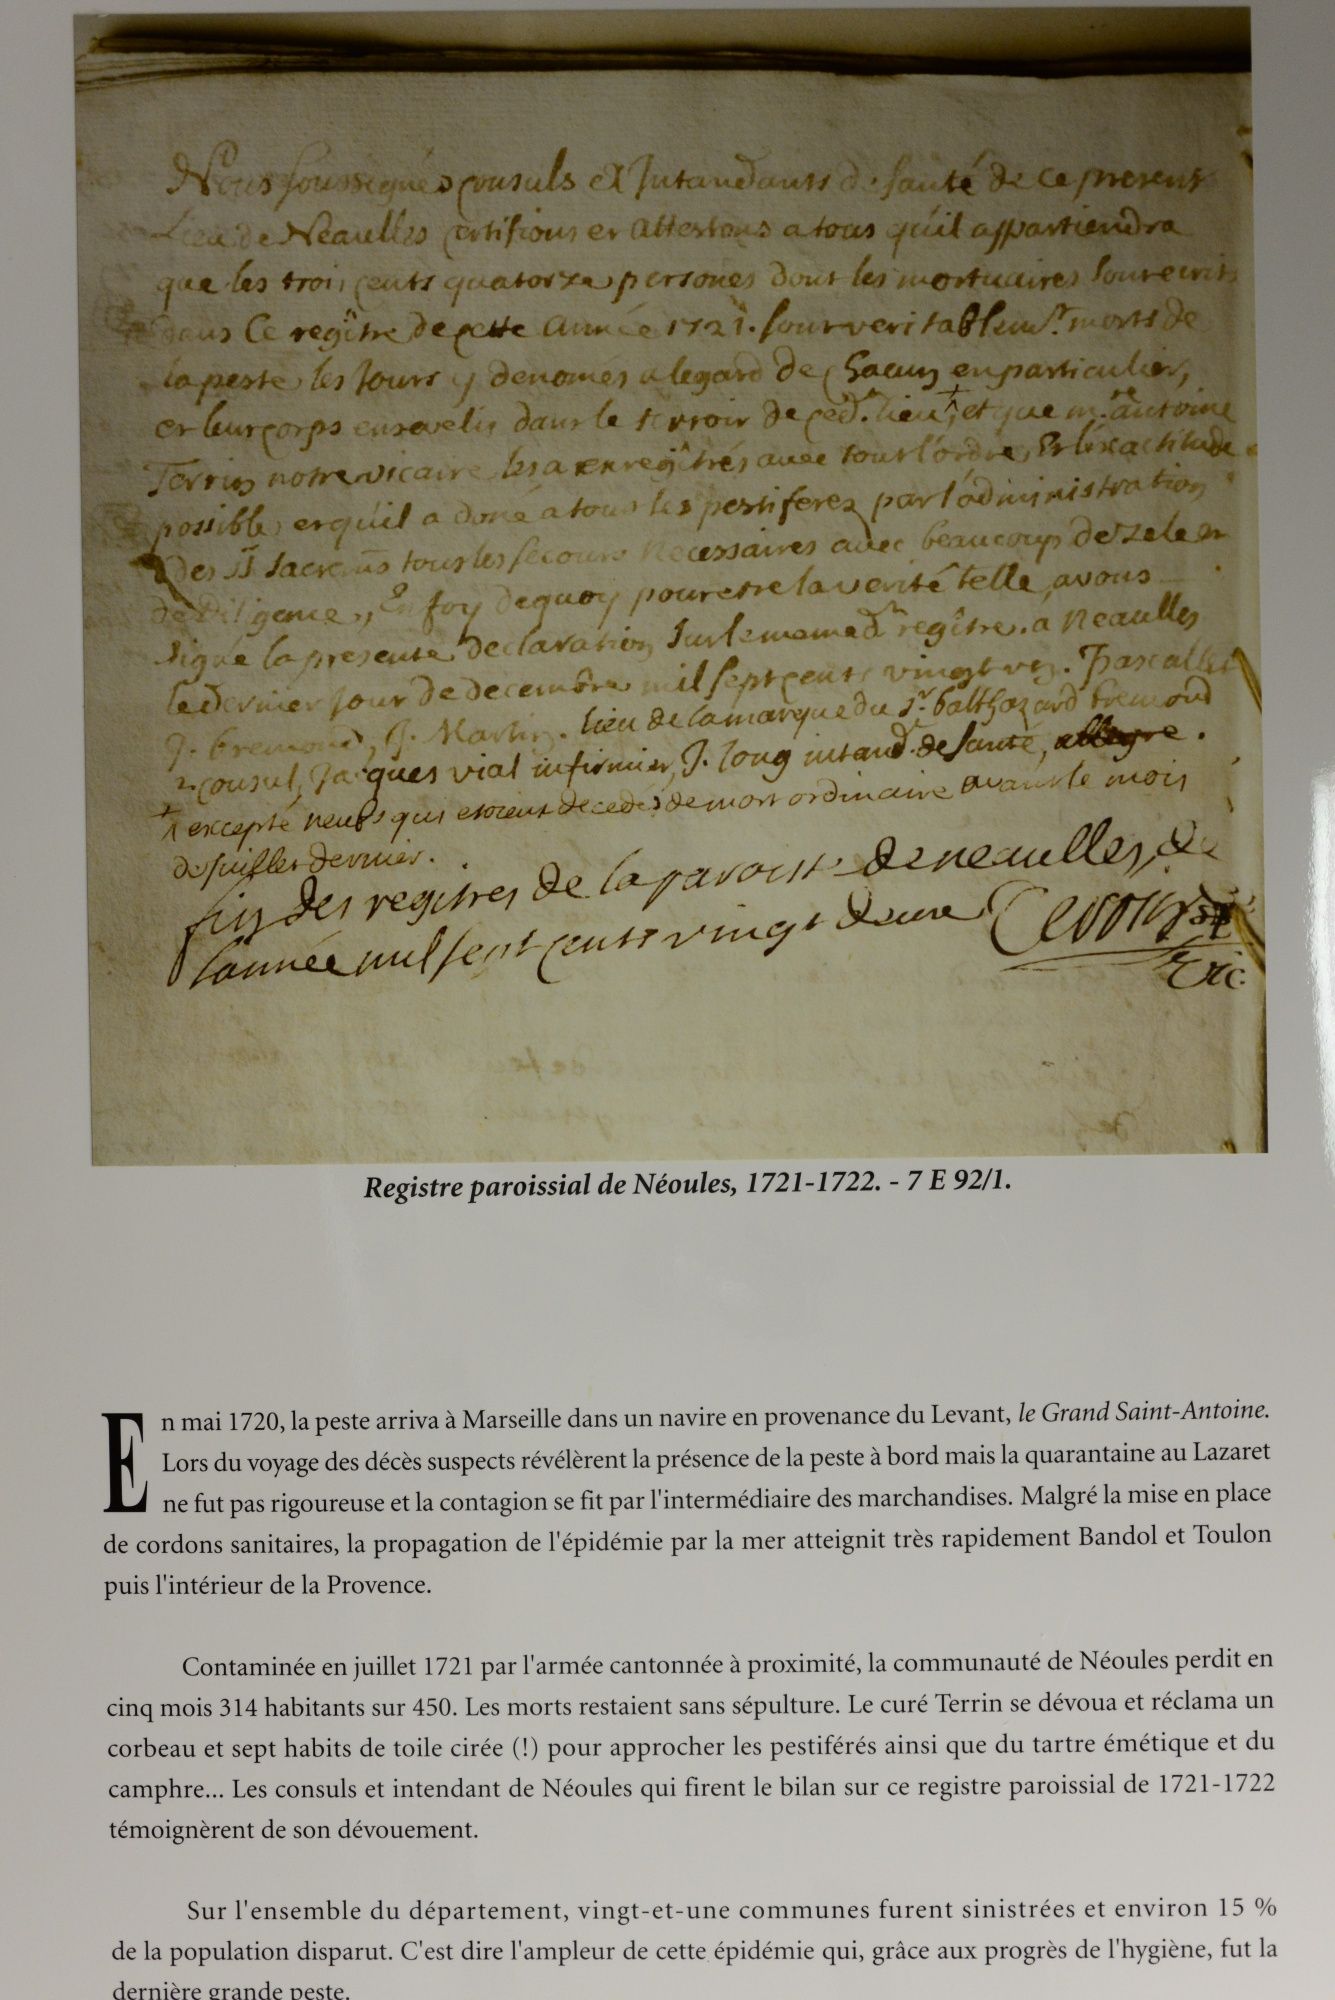 Nous soussignés consuls et Intandants de santé de ce present
Lieu de Neaulles certifions et attestons a tous qu'il appartiendra
que les trois cents quatorze persones dont les mortuaires sont ecrits
dans Ce regître de cette année 1721. sont veritablemt. morts de
la peste les Jours y denomés a legard de chacun en particulier,
et leur corps ensevelis dans le terroir de ced. lieu, et que mre. antoine
Terrin notre vicaire les a enregîtrés avec tout l'ordre, Et l'exactitude
possible, et qu'il a doné a tous les pestiferez par l'administration
des SS sacremts tous les secours Necessaires avec beaucoup de zele et
de Diligence, En foy dequoy pour estre la verité telle, avons
signé la presente declaration, sur le meme dt. regître. a Neaulles
le dernier Jour de decembre mil sept cents vingt un.
J. bremond, J. Martin. lieu de la marque du sr. balthazard bremond
2. consul, Jacques vial infirmier, J. long intand. de santé, allegre.
+ excepté neuf qui etoient decedés de mort ordinaire avant le mois
de Juillet dernier.
fin des regitres de la paroisse de neaulles, de
l'année mil sept cents vingt deux
Registre paroissial de Néoules, 1721-1722. - 7 E 92/1.
En mai 1720, la peste arriva à Marseille dans un navire en provenance du Levant, le Grand Saint-Antoine.
Lors du voyage des décès suspects révélèrent la présence de la peste à bord mais la quarantaine au Lazaret
ne fut pas rigoureuse et la contagion se fit par l'intermédiaire des marchandises. Malgré la mise en place
de cordons sanitaires, la propagation de l'épidémie par la mer atteignit très rapidement Bandol et Toulon
puis l'intérieur de la Provence.
Contaminée en juillet 1721 par l'armée cantonnée à proximité, la communauté de Néoules perdit en
cinq mois 314 habitants sur 450. Les morts restaient sans sépulture. Le curé Terrin se dévoua et réclama un
corbeau et sept habits de toile cirée (!) pour approcher les pestiférés ainsi que du tartre émétique et du
camphre... Les consuls et intendant de Néoules qui firent le bilan sur ce registre paroissial de 1721-1722
témoignèrent de son dévouement.
Sur l'ensemble du département, vingt-et-une communes furent sinistrées et environ 15 %
de la population disparut. C'est dire l'ampleur de cette épidémie qui, grâce aux progrès de l'hygiène, fut la
dernière grande peste.